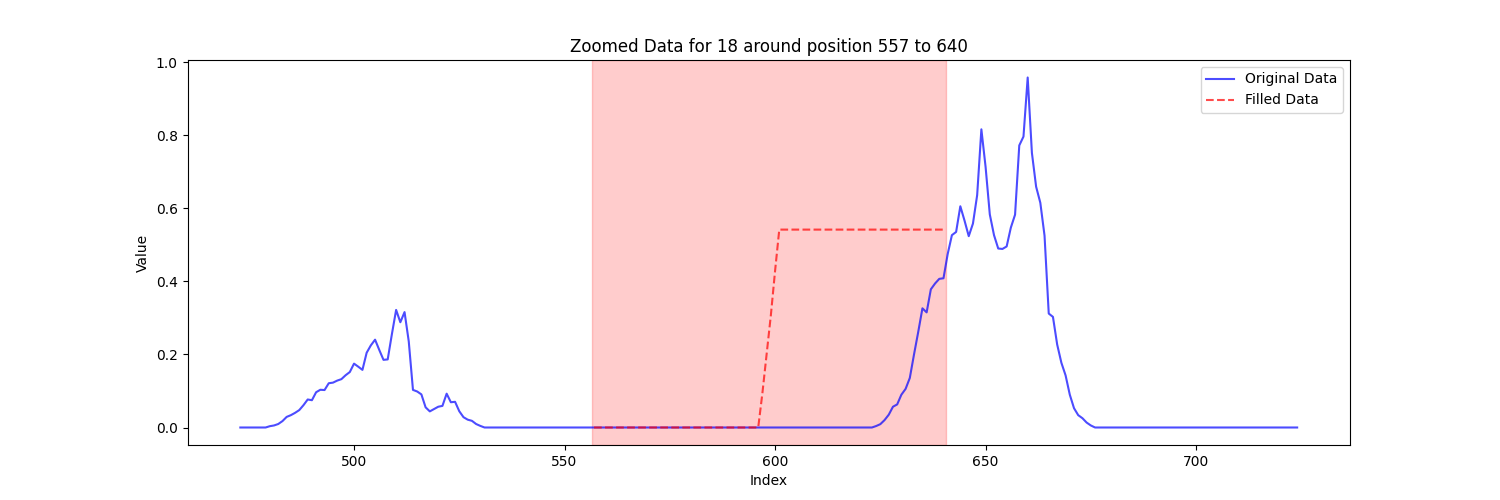 Zoomed Data for 18 around position 557 to 640
Original Data
Filled Data
Value
1.0
0.8
0.6
0.4
0.2
0.0
500
550
600
650
700
Index